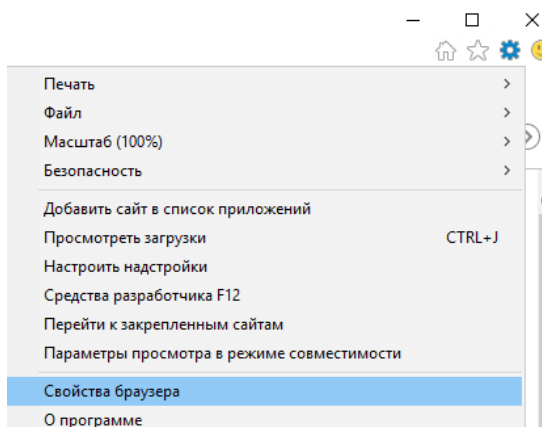 Печать
Файл
Масштаб (100%)
Безопасность
Добавить сайт в список приложений
Просмотреть загрузки CTRL+J
Настроить надстройки
Средства разработчика F12
Перейти к закрепленным сайтам
Параметры просмотра в режиме совместимости
Свойства браузера
О программе